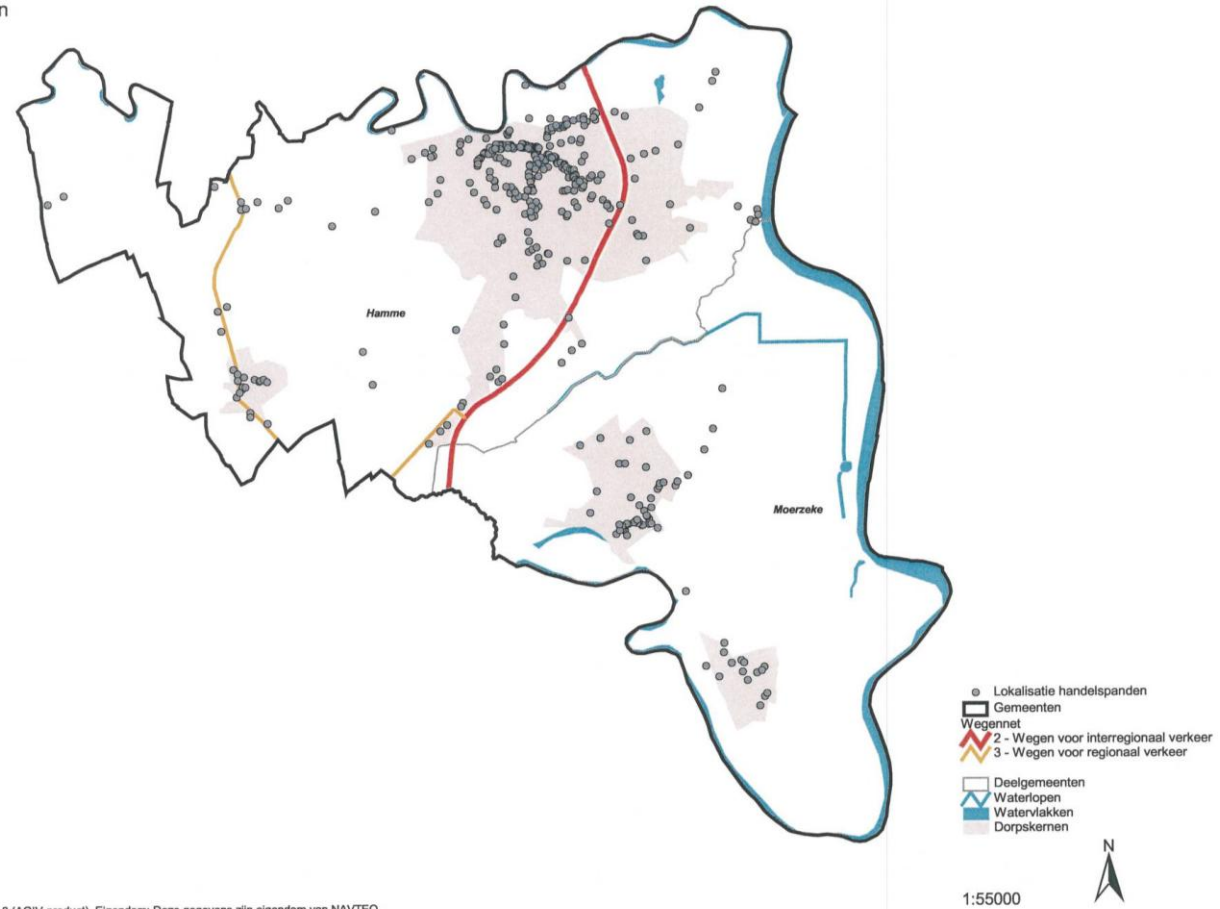 n
Hamme
Moerzeke
Lokalisatie handelspanden
Gemeenten
Wegennet
2 - Wegen voor interregionaal verkeer
3 - Wegen voor regionaal verkeer
Deelgemeenten
Waterlopen
Watervlakken
Dorpskernen
N
1:55000